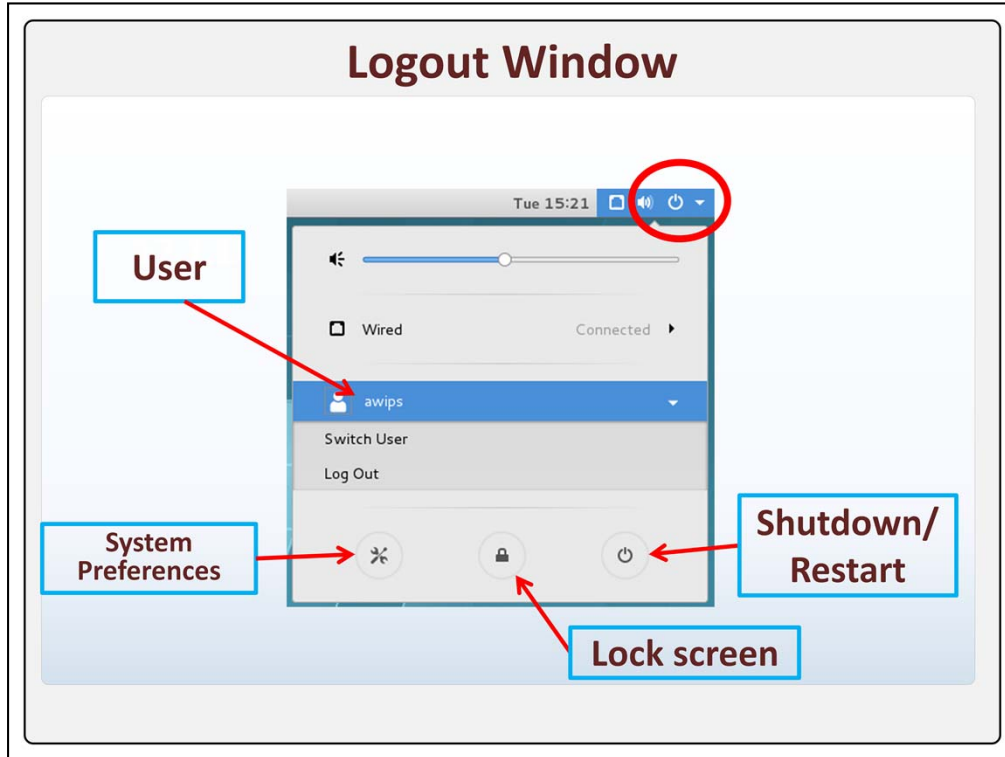 Logout Window
Tue 15:21
User
Wired Connected
awips
Switch User
Log Out
System
Preferences
Shutdown/
Restart
Lock screen